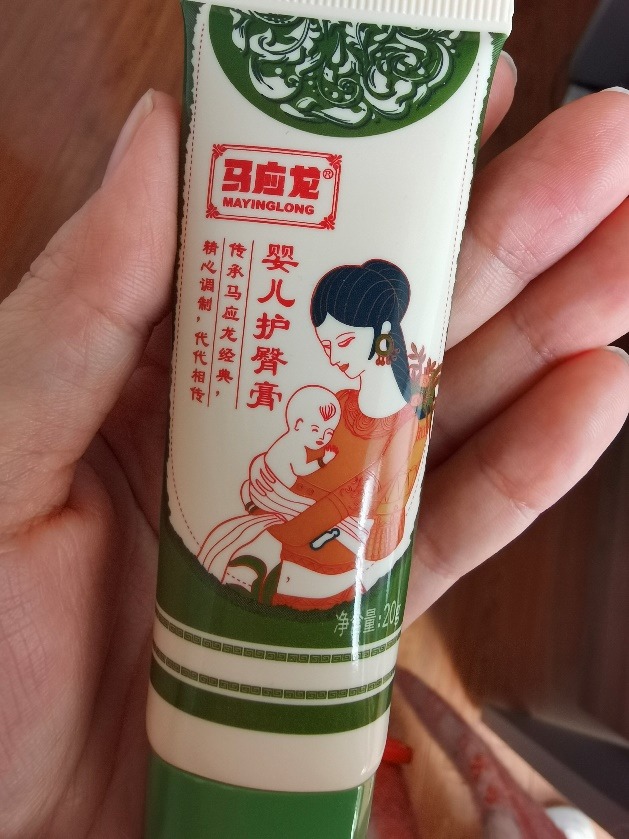 马应龙®
MAYINGLONG
婴儿护臀膏
传承马应龙经典，
精心调制，代代相传
净含量:20g